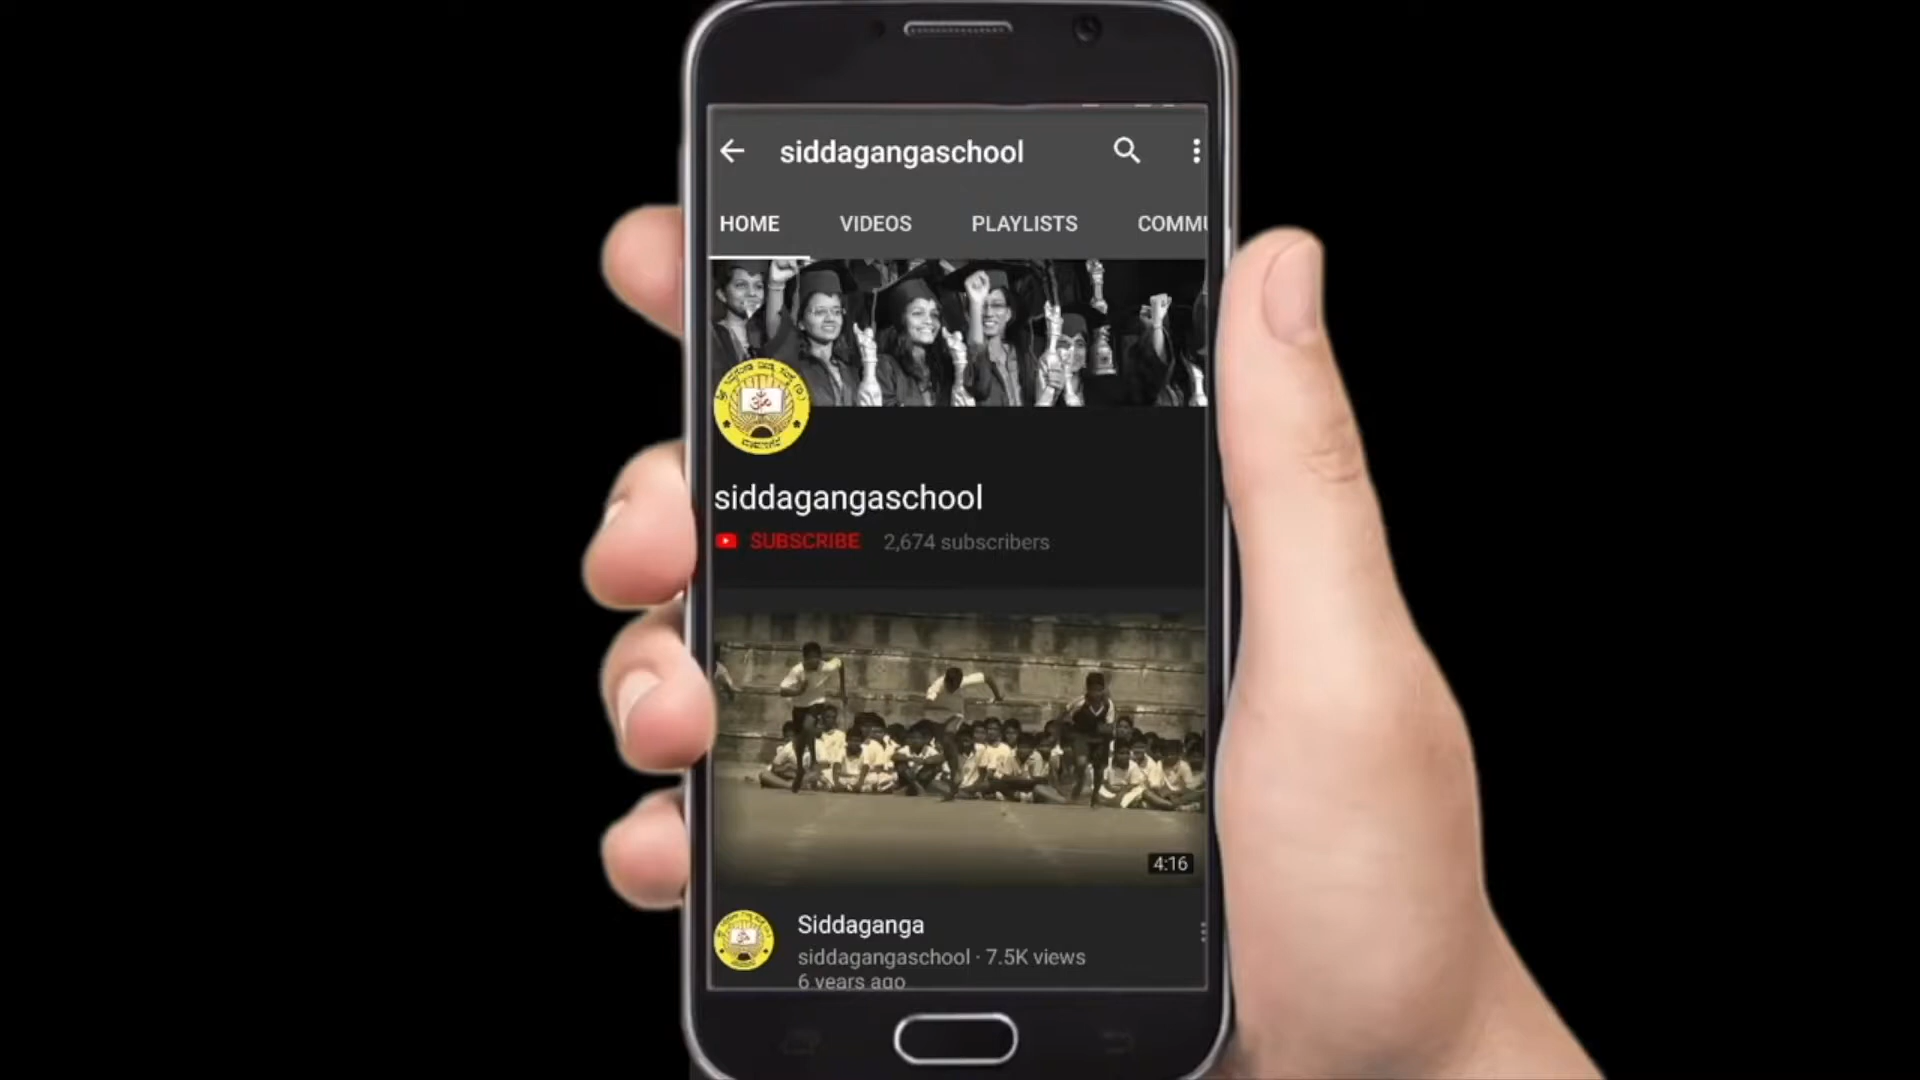 siddagangaschool
HOME VIDEOS PLAYLISTS COMMU
siddagangaschool
SUBSCRIBE 2,674 subscribers
4:16
Siddaganga
siddagangaschool · 7.5K views
6 years ago